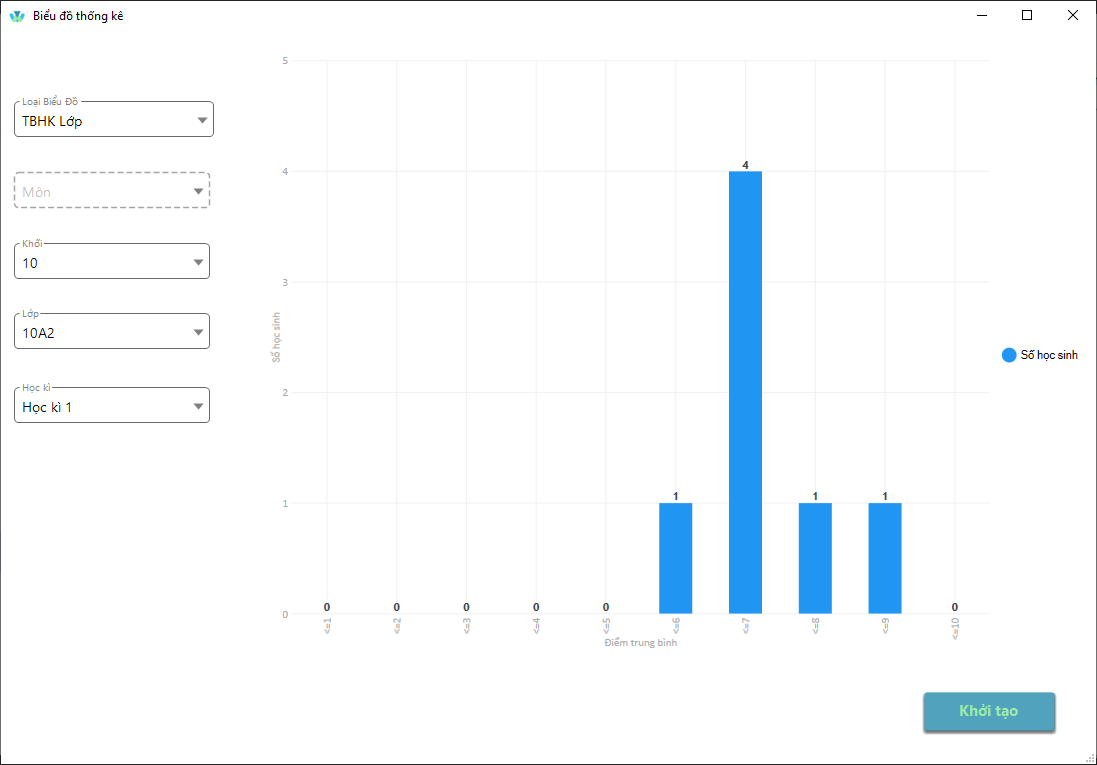 Biểu đồ thống kê
Loại Biểu Đồ
TBHK Lớp
Môn
Khối
10
Lớp
10A2
Học kì
Học kì 1
Số học sinh
5
4
3
2
1
0
0
0
0
0
0
1
4
1
1
0
<=1
<=2
<=3
<=4
<=5
<=6
<=7
<=8
<=9
<=10
Điểm trung bình
Số học sinh
Khởi tạo